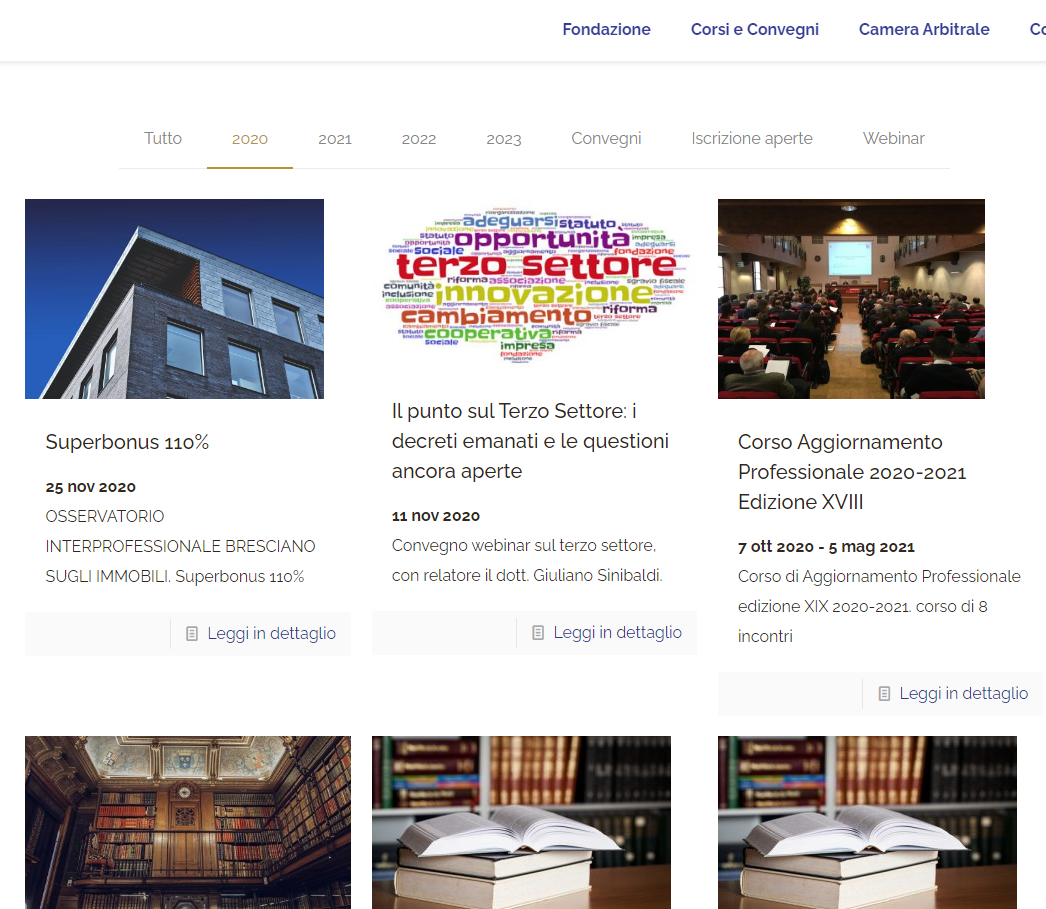 Fondazione
Corsi e Convegni
Camera Arbitrale
Tutto
2020
2021
2022
2023
Convegni
Iscrizione aperte
Webinar
adeguarsi
statuto
opportunità
sociale
fondazione
terzo settore
riforma
associazione
comunità
inclusione
innovazione
cambiamento
riforma
cooperativa
impresa
sociale
fondazione
Superbonus 110%
25 nov 2020
OSSERVATORIO
INTERPROFESSIONALE BRESCIANO
SUGLI IMMOBILI. Superbonus 110%
Leggi in dettaglio
Il punto sul Terzo Settore: i
decreti emanati e le questioni
ancora aperte
11 nov 2020
Convegno webinar sul terzo settore,
con relatore il dott. Giuliano Sinibaldi.
Leggi in dettaglio
Corso Aggiornamento
Professionale 2020-2021
Edizione XVIII
7 ott 2020 - 5 mag 2021
Corso di Aggiornamento Professionale
edizione XIX 2020-2021. corso di 8
incontri
Leggi in dettaglio